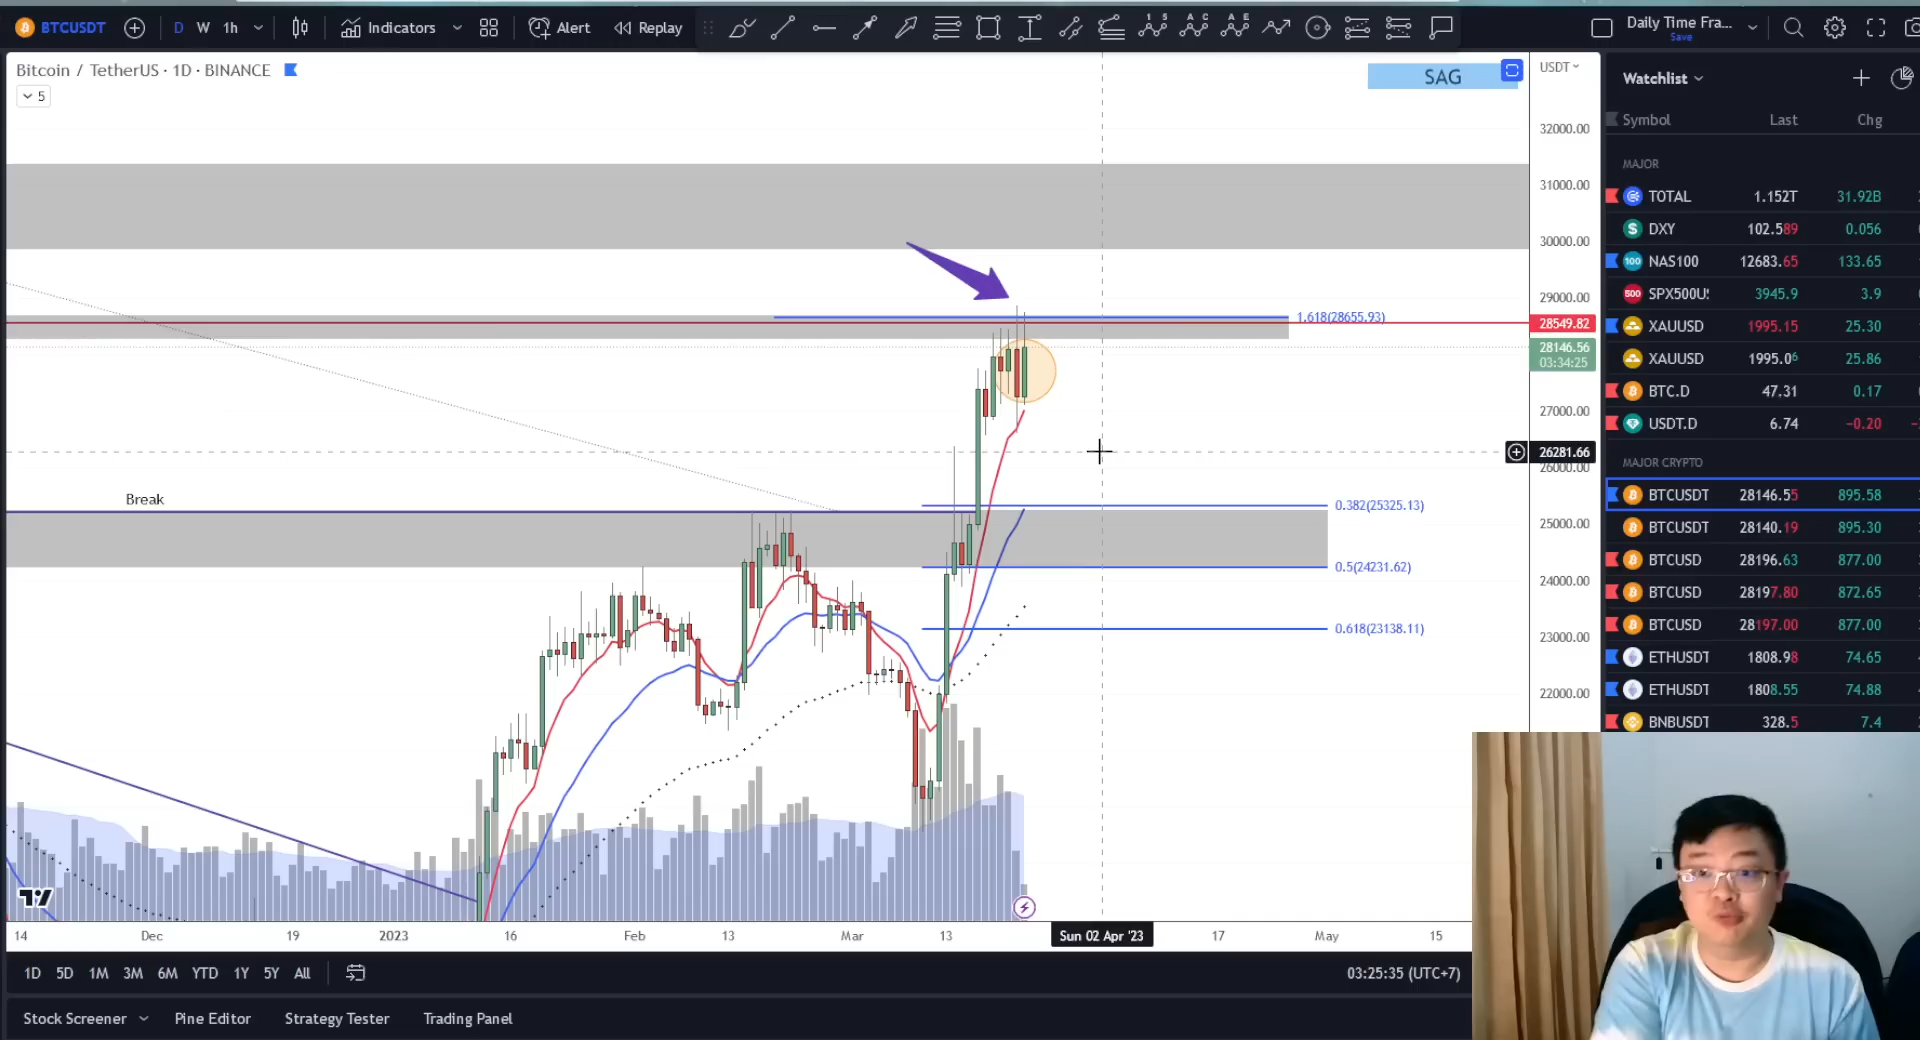 BTCUSDT D W 1h Indicators Alert Replay Daily Time Fra...
Save
Bitcoin / TetherUS · 1D · BINANCE
5
SAG
USDT
32000.00
31000.00
30000.00
29000.00
1.618(28655.93)
28549.82
28146.56
03:34:25
27000.00
26281.66
26000.00
Break
0.382(25325.13)
25000.00
0.5(24231.62)
24000.00
0.618(23138.11)
23000.00
22000.00
14 Dec 19 2023 16 Feb 13 Mar 13 Sun 02 Apr '23 17 May 15
1D 5D 1M 3M 6M YTD 1Y 5Y All 03:25:35 (UTC+7)
Stock Screener Pine Editor Strategy Tester Trading Panel
Watchlist
Symbol Last Chg
MAJOR
TOTAL 1.152T 31.92B
DXY 102.589 0.056
NAS100 12683.65 133.65
SPX500U 3945.9 3.9
XAUUSD 1995.15 25.30
XAUUSD 1995.06 25.86
BTC.D 47.31 0.17
USDT.D 6.74 -0.20
MAJOR CRYPTO
BTCUSDT 28146.55 895.58
BTCUSDT 28140.19 895.30
BTCUSD 28196.63 877.00
BTCUSD 28197.80 872.65
BTCUSD 28197.00 877.00
ETHUSDT 1808.98 74.65
ETHUSDT 1808.55 74.88
BNBUSDT 328.5 7.4